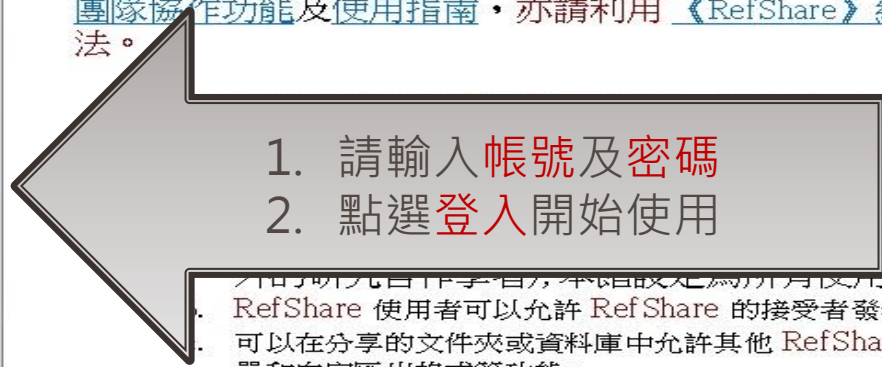 團隊協作功能及使用指南，亦請利用 《RefShare》
法。
1. 請輸入帳號及密碼
2. 點選登入開始使用
RefShare 使用者可以允許 RefShare 的接受者發
可以在分享的文件夾或資料庫中允許其他 RefSha